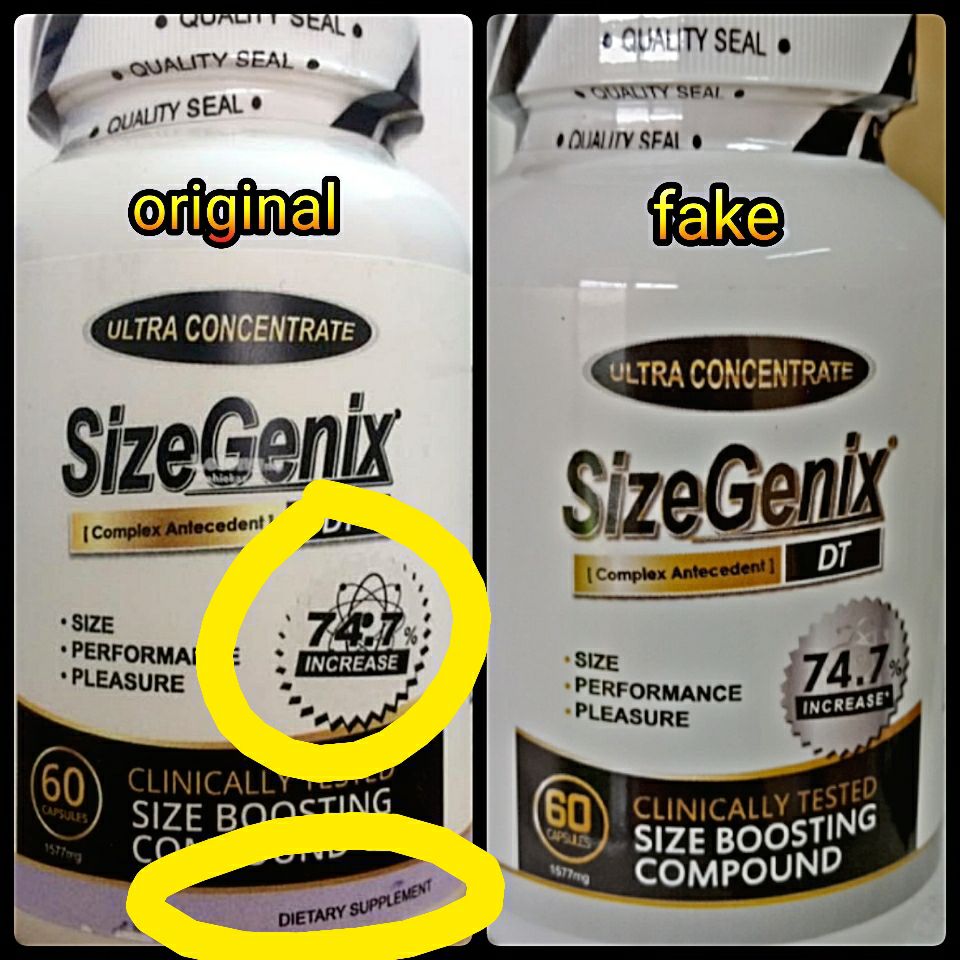 QUALITY SEAL •
• QUALITY SEAL •
• QUALITY SEAL •
original
ULTRA CONCENTRATE
SizeGenix
[ Complex Antecedent ]
• SIZE
• PERFORMA E
• PLEASURE
74.7%
INCREASE
60
CAPSULES
1577mg
CLINICALLY TESTED
SIZE BOOSTING
COMPOUND
DIETARY SUPPLEMENT
• QUALITY SEAL •
• QUALITY SEAL •
• QUALITY SEAL •
fake
ULTRA CONCENTRATE
SizeGenix
[ Complex Antecedent ] DT
• SIZE
• PERFORMANCE
• PLEASURE
74.7%
INCREASE*
60
CAPSULES
1577mg
CLINICALLY TESTED
SIZE BOOSTING
COMPOUND